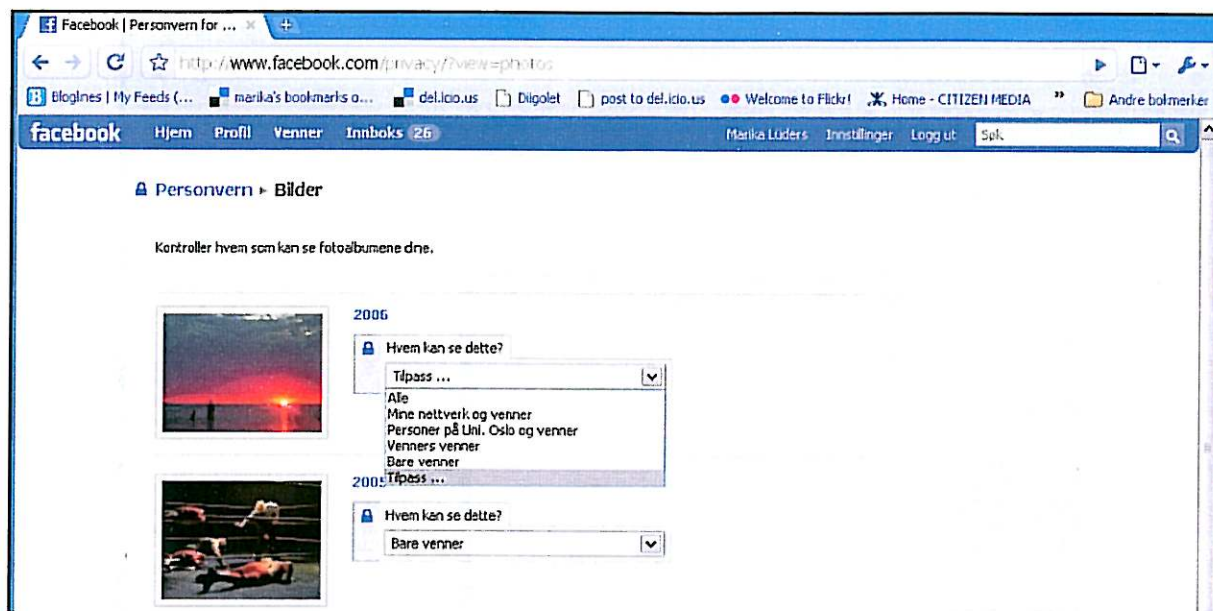 Facebook | Personvern for ...
http://www.facebook.com/privacy/?view=photos
Bloglines | My Feeds (... marika's bookmarks o... del.icio.us Diigolet post to del.icio.us Welcome to Flickr! Home - CITIZEN MEDIA » Andre bokmerker
facebook Hjem Profil Venner Innboks 26 Marika Lüders Innstillinger Logg ut Søk
Personvern ▸ Bilder
Kontroller hvem som kan se fotoalbumene dine.
2006
Hvem kan se dette?
Tilpass ...
Alle
Mine nettverk og venner
Personer på Uni. Oslo og venner
Venners venner
Bare venner
Tilpass ...
2005
Hvem kan se dette?
Bare venner